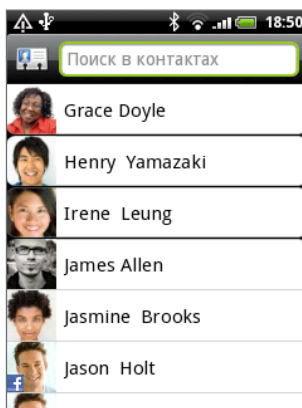 18:50
Поиск в контактах
Grace Doyle
Henry Yamazaki
Irene Leung
James Allen
Jasmine Brooks
Jason Holt
f